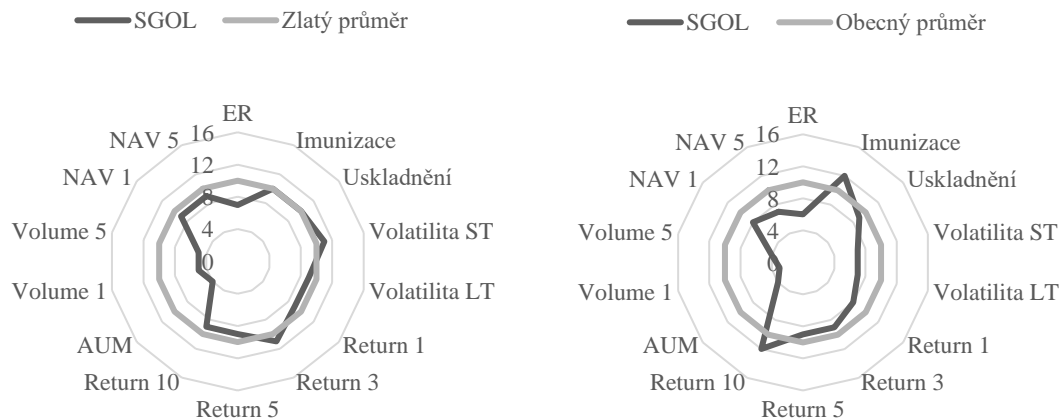 SGOL Zlatý průměr
ER
Imunizace
Uskladnění
Volatilita ST
Volatilita LT
Return 1
Return 3
Return 5
Return 10
AUM
Volume 1
Volume 5
NAV 1
NAV 5
16
12
8
4
0
SGOL Obecný průměr
ER
Imunizace
Uskladnění
Volatilita ST
Volatilita LT
Return 1
Return 3
Return 5
Return 10
AUM
Volume 1
Volume 5
NAV 1
NAV 5
16
12
8
4
0